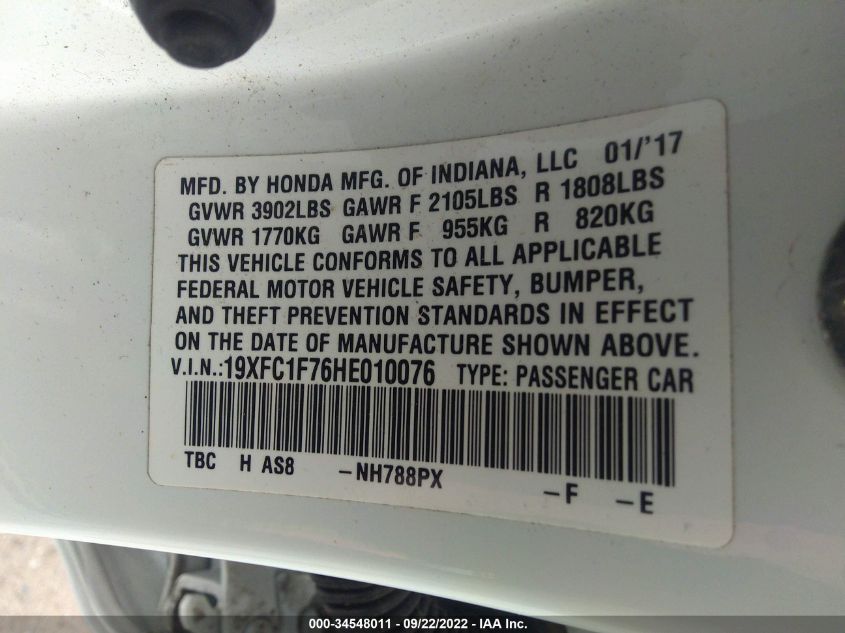 MFD. BY HONDA MFG. OF INDIANA, LLC 01/'17
GVWR 3902LBS GAWR F 2105LBS R 1808LBS
GVWR 1770KG GAWR F 955KG R 820KG
THIS VEHICLE CONFORMS TO ALL APPLICABLE
FEDERAL MOTOR VEHICLE SAFETY, BUMPER,
AND THEFT PREVENTION STANDARDS IN EFFECT
ON THE DATE OF MANUFACTURE SHOWN ABOVE.
V.I.N.:19XFC1F76HE010076 TYPE: PASSENGER CAR
TBC H AS8 -NH788PX -F -E
000-34548011 - 09/22/2022 - IAA Inc.